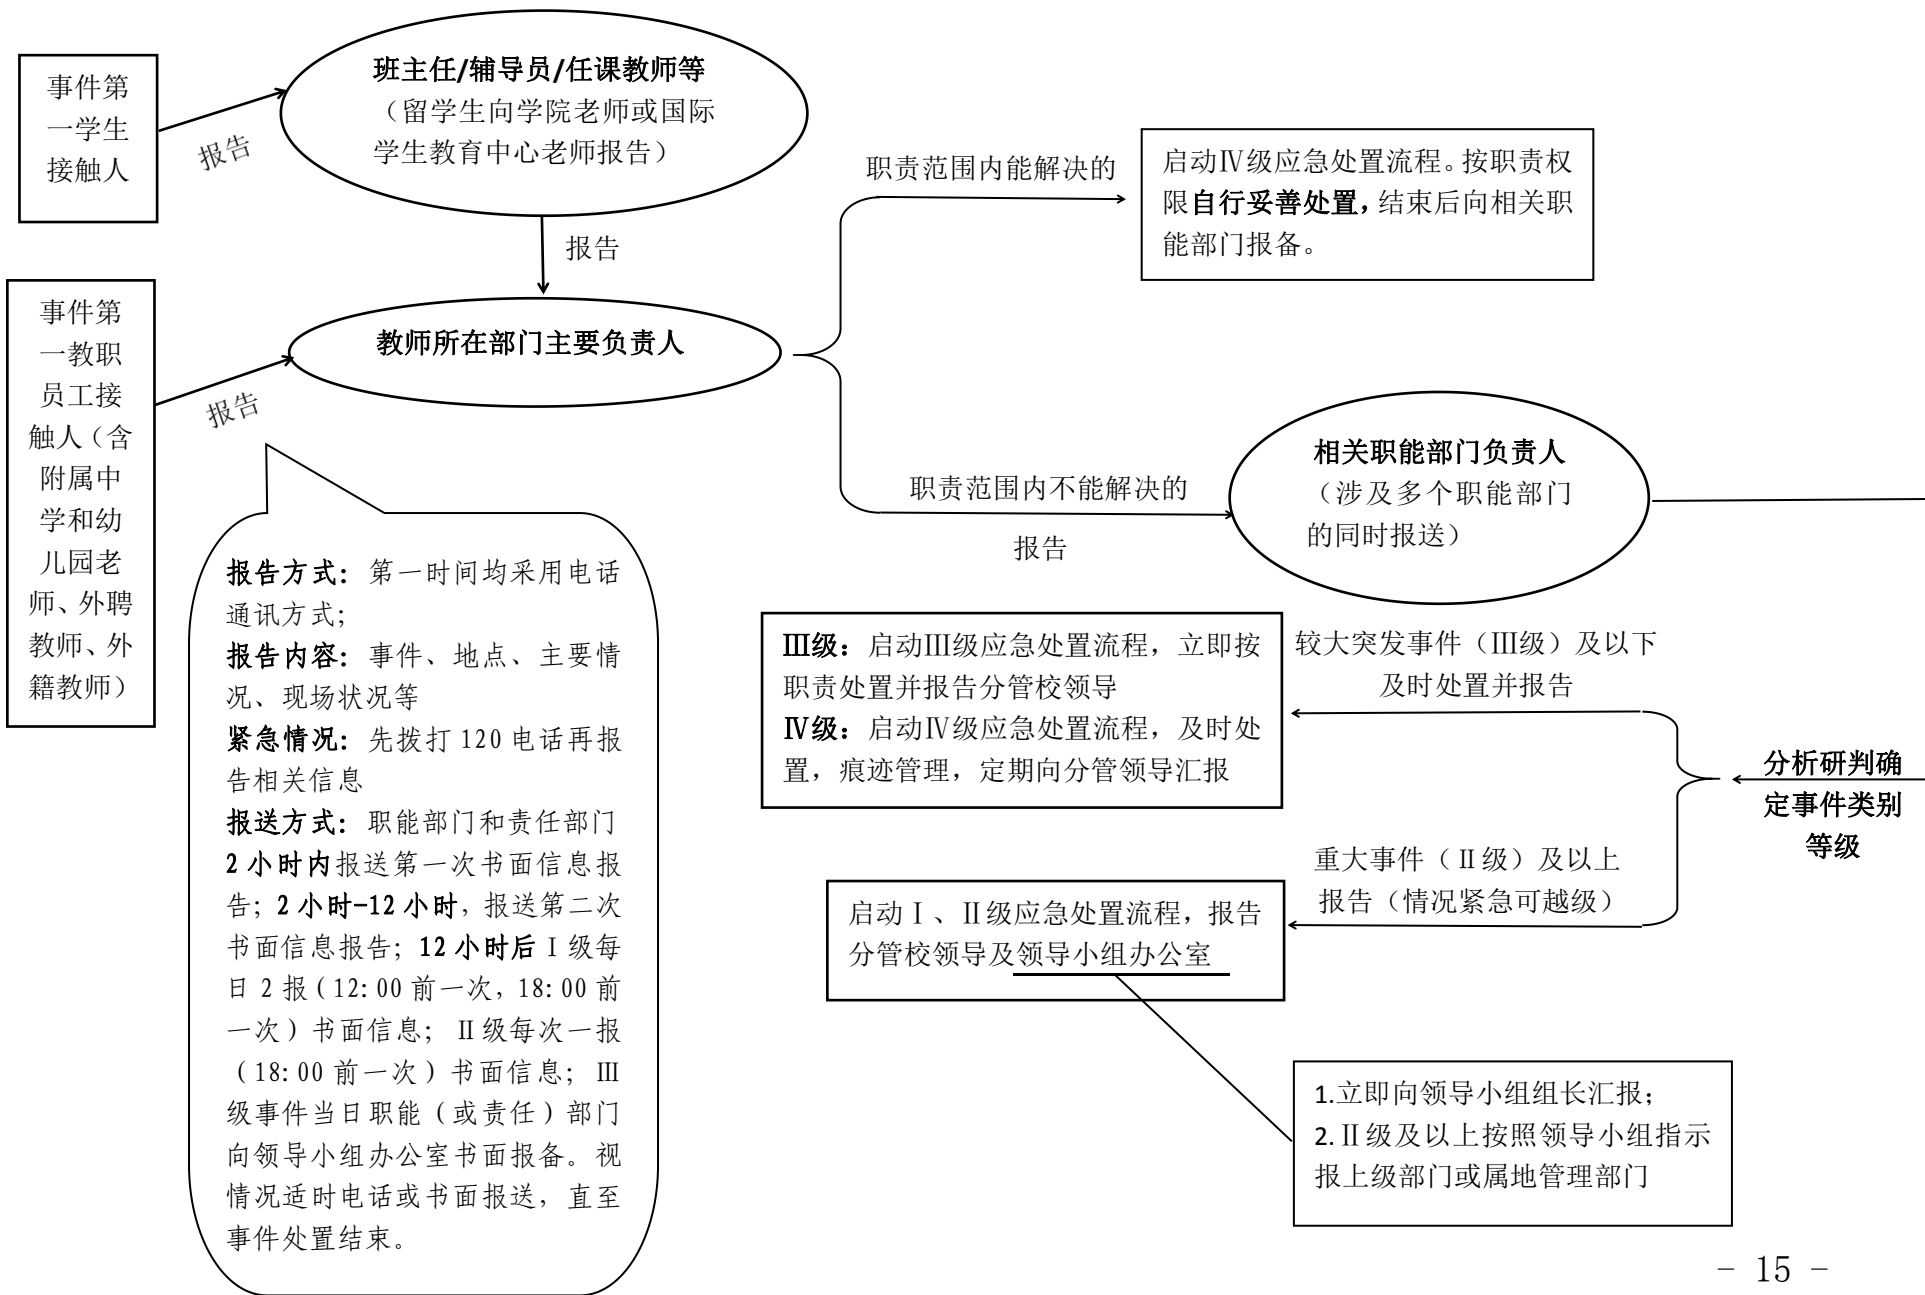 事件第
一学生
接触人
报告
班主任/辅导员/任课教师等
（留学生向学院老师或国际
学生教育中心老师报告）
报告
事件第
一教职
员工接
触人（含
附属中
学和幼
儿园老
师、外聘
教师、外
籍教师）
报告
教师所在部门主要负责人
职责范围内能解决的
启动Ⅳ级应急处置流程。按职责权
限自行妥善处置，结束后向相关职
能部门报备。
职责范围内不能解决的
报告
相关职能部门负责人
（涉及多个职能部门
的同时报送）
报告方式：第一时间均采用电话
通讯方式；
报告内容：事件、地点、主要情
况、现场状况等
紧急情况：先拨打 120 电话再报
告相关信息
报送方式：职能部门和责任部门
2 小时内报送第一次书面信息报
告；2 小时-12 小时，报送第二次
书面信息报告；12 小时后 I 级每
日 2 报（12:00 前一次，18:00 前
一次）书面信息；Ⅱ级每次一报
（18:00 前一次）书面信息；Ⅲ
级事件当日职能（或责任）部门
向领导小组办公室书面报备。视
情况适时电话或书面报送，直至
事件处置结束。
分析研判确
定事件类别
等级
较大突发事件（Ⅲ级）及以下
及时处置并报告
Ⅲ级：启动Ⅲ级应急处置流程，立即按
职责处置并报告分管校领导
Ⅳ级：启动Ⅳ级应急处置流程，及时处
置，痕迹管理，定期向分管领导汇报
重大事件（Ⅱ级）及以上
报告（情况紧急可越级）
启动Ⅰ、Ⅱ级应急处置流程，报告
分管校领导及领导小组办公室
1.立即向领导小组组长汇报；
2.Ⅱ级及以上按照领导小组指示
报上级部门或属地管理部门
- 15 -